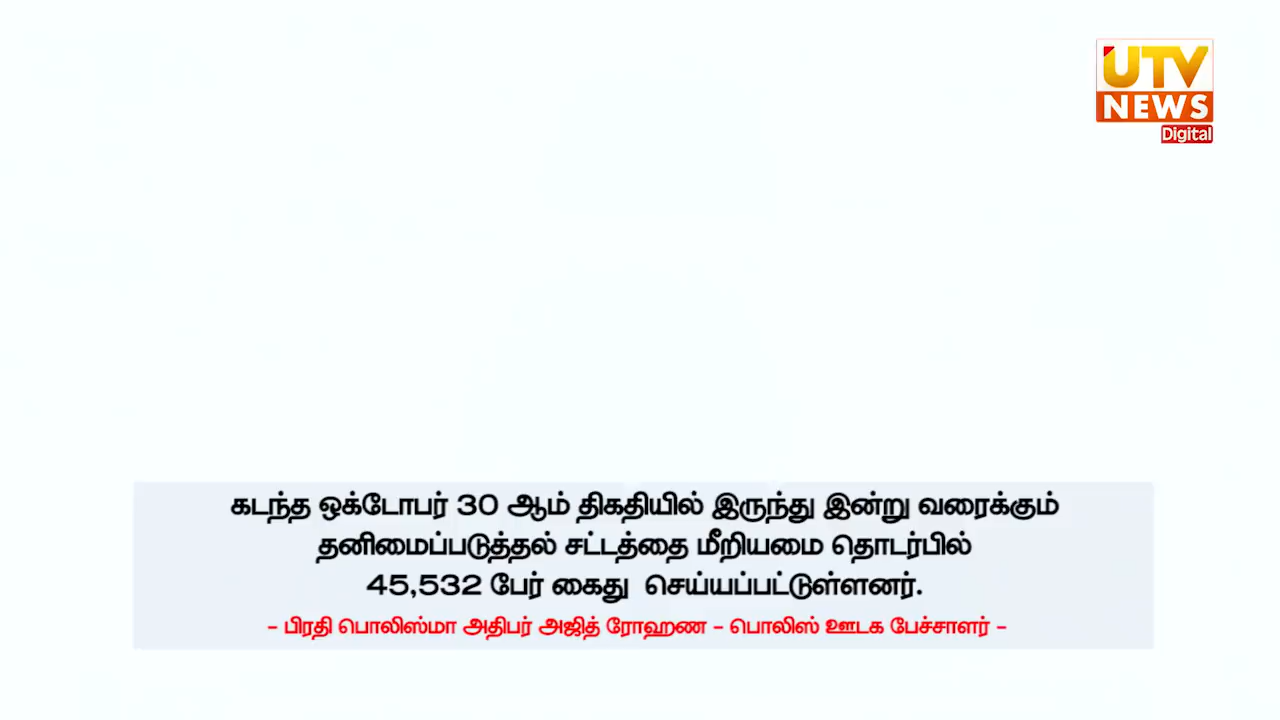 UTV
NEWS
Digital
கடந்த ஒக்டோபர் 30 ஆம் திகதியில் இருந்து இன்று வரைக்கும்
தனிமைப்படுத்தல் சட்டத்தை மீறியமை தொடர்பில்
45,532 பேர் கைது செய்யப்பட்டுள்ளனர்.
- பிரதி பொலிஸ்மா அதிபர் அஜித் ரோஹண - பொலிஸ் ஊடக பேச்சாளர் -